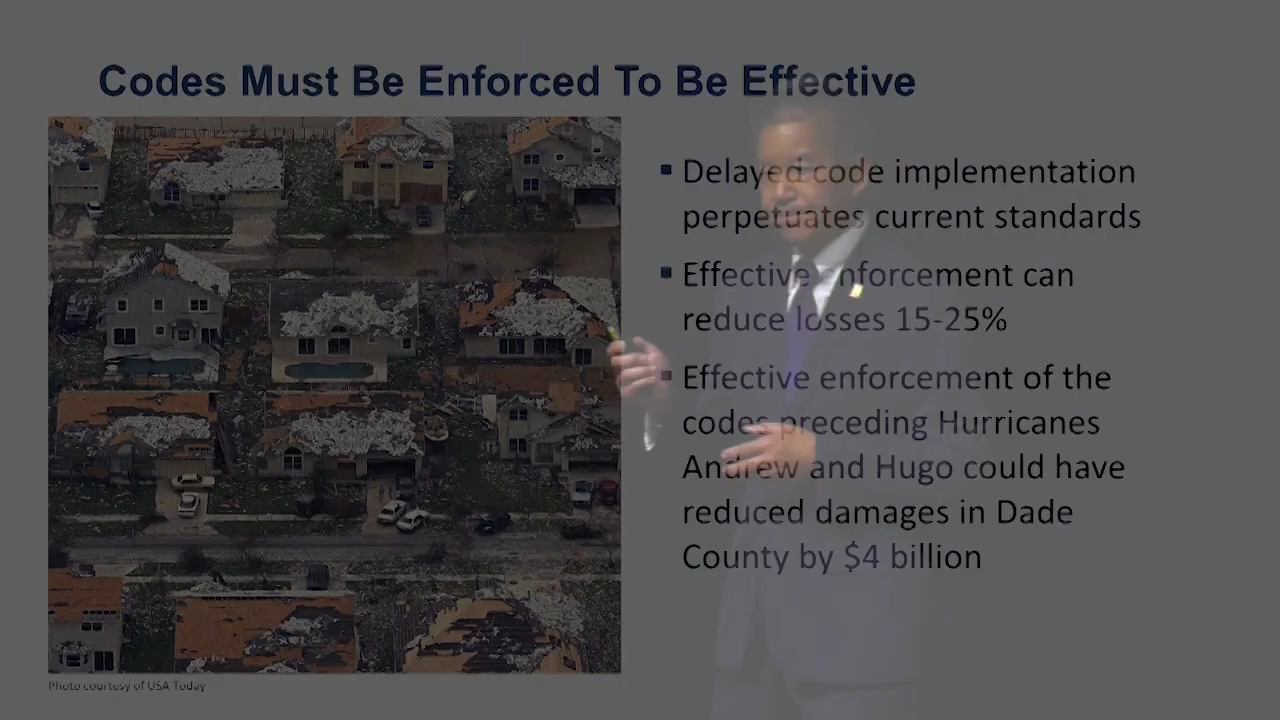 Codes Must Be Enforced To Be Effective
▪ Delayed code implementation
perpetuates current standards
▪ Effective enforcement can
reduce losses 15-25%
▪ Effective enforcement of the
codes preceding Hurricanes
Andrew and Hugo could have
reduced damages in Dade
County by $4 billion
Photo courtesy of USA Today